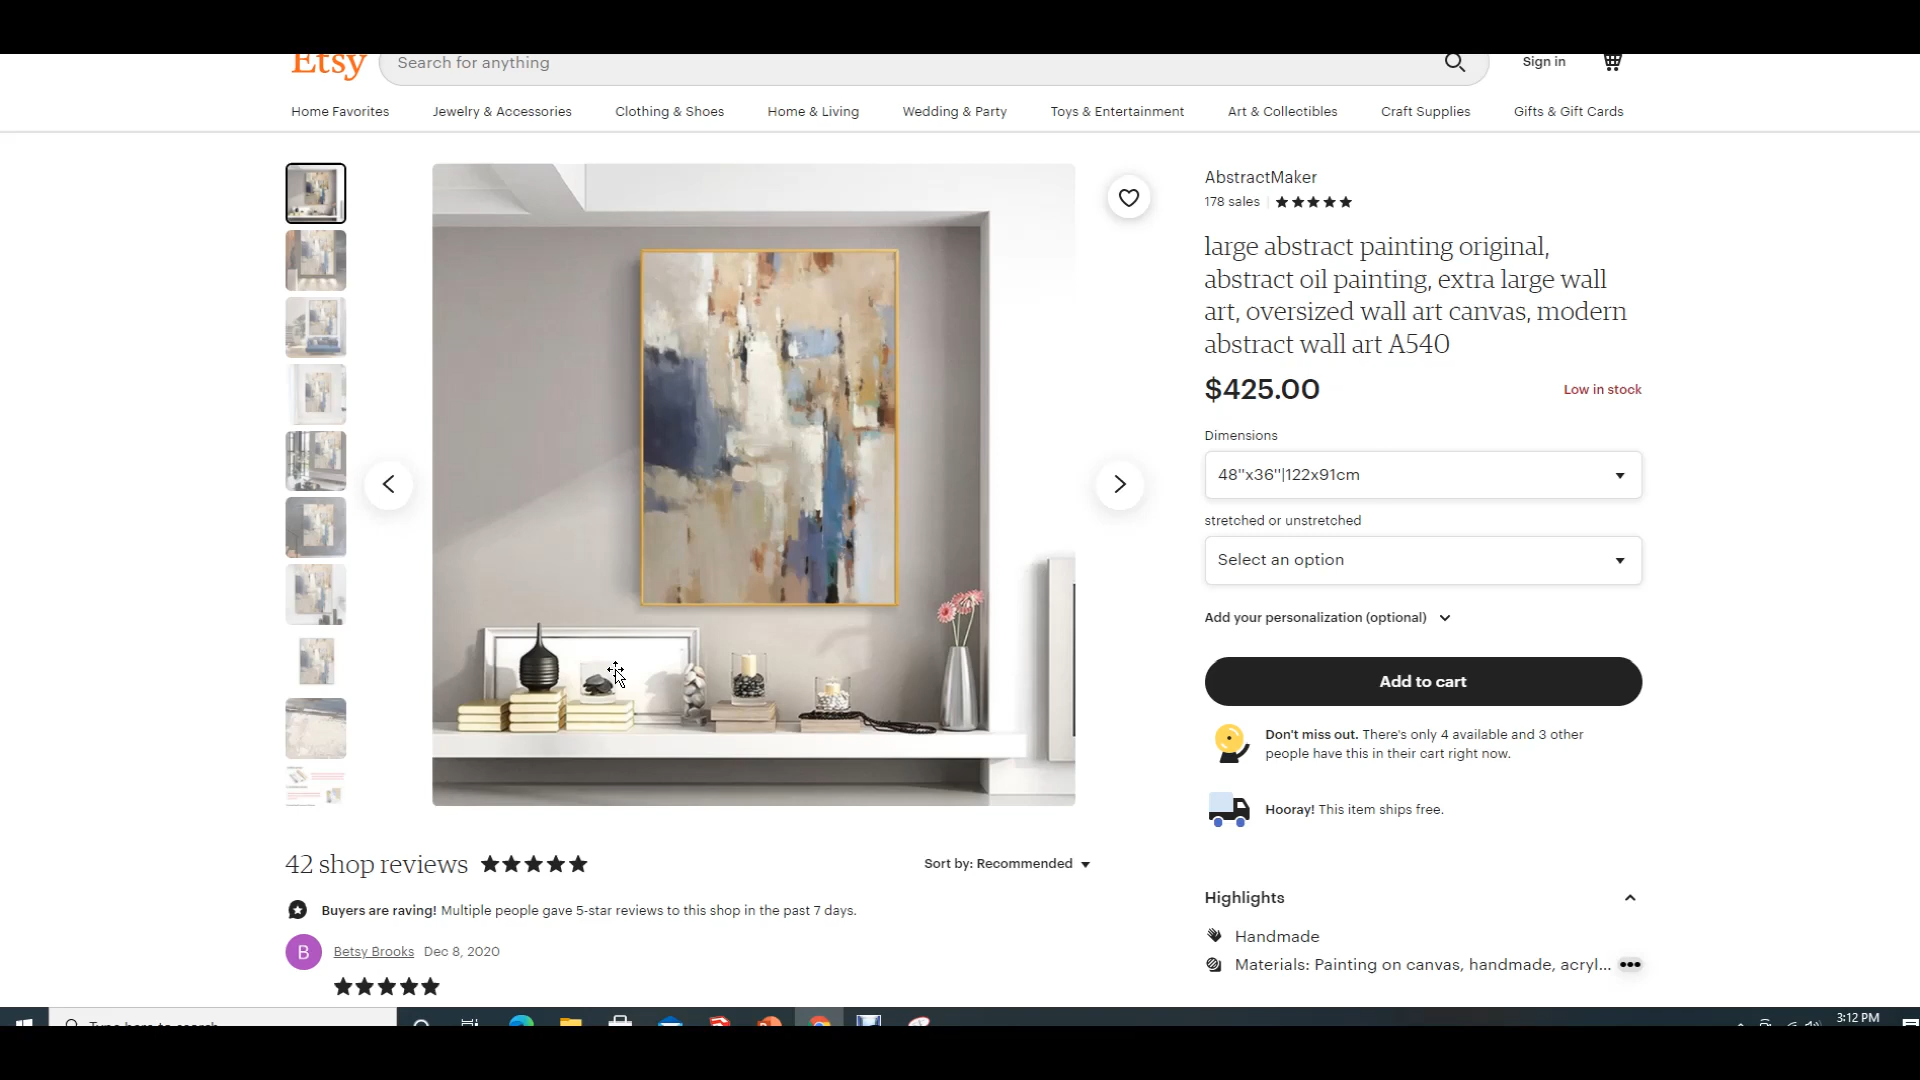 Etsy
Search for anything
Sign in
Home Favorites
Jewelry & Accessories
Clothing & Shoes
Home & Living
Wedding & Party
Toys & Entertainment
Art & Collectibles
Craft Supplies
Gifts & Gift Cards
AbstractMaker
178 sales
large abstract painting original,
abstract oil painting, extra large wall
art, oversized wall art canvas, modern
abstract wall art A540
$425.00
Low in stock
Dimensions
48''x36''|122x91cm
stretched or unstretched
Select an option
Add your personalization (optional)
Add to cart
Don't miss out. There's only 4 available and 3 other
people have this in their cart right now.
Hooray! This item ships free.
42 shop reviews
Sort by: Recommended
Buyers are raving! Multiple people gave 5-star reviews to this shop in the past 7 days.
B
Betsy Brooks Dec 8, 2020
Highlights
Handmade
Materials: Painting on canvas, handmade, acryl...
Type here to search
3:12 PM